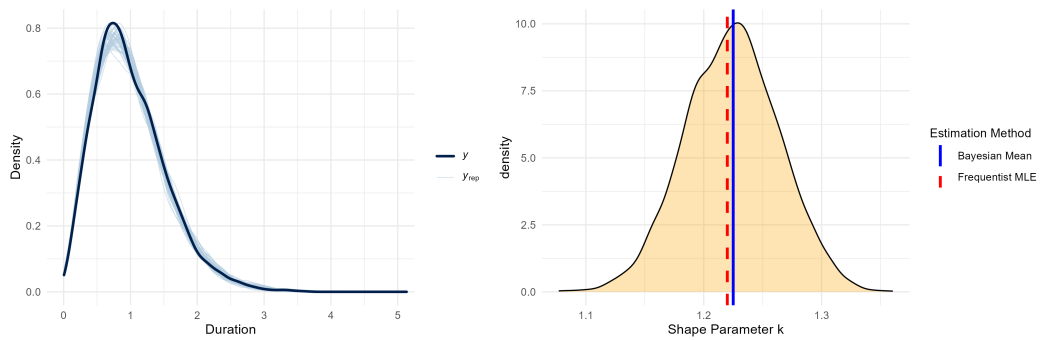 0.8
0.6
0.4
0.2
0.0
Density
0 1 2 3 4 5
Duration
y
yrep
10.0
7.5
5.0
2.5
0.0
density
1.1 1.2 1.3
Shape Parameter k
Estimation Method
Bayesian Mean
Frequentist MLE